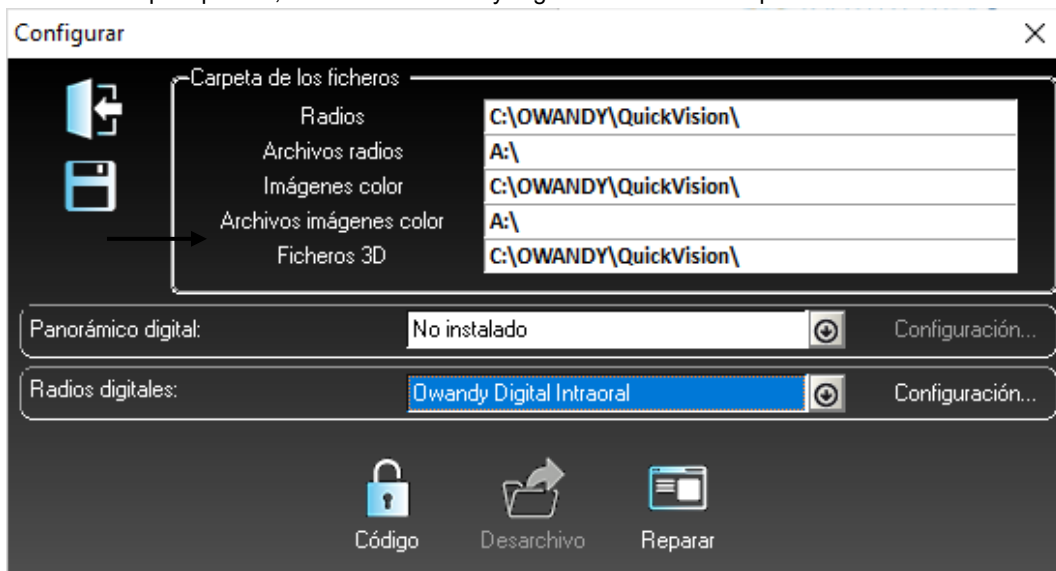 Configurar
Carpeta de los ficheros
Radios C:\OWANDY\QuickVision\
Archivos radios A:\
Imágenes color C:\OWANDY\QuickVision\
Archivos imágenes color A:\
Ficheros 3D C:\OWANDY\QuickVision\
Panorámico digital: No instalado Configuración...
Radios digitales: Owandy Digital Intraoral Configuración...
Código Desarchivo Reparar